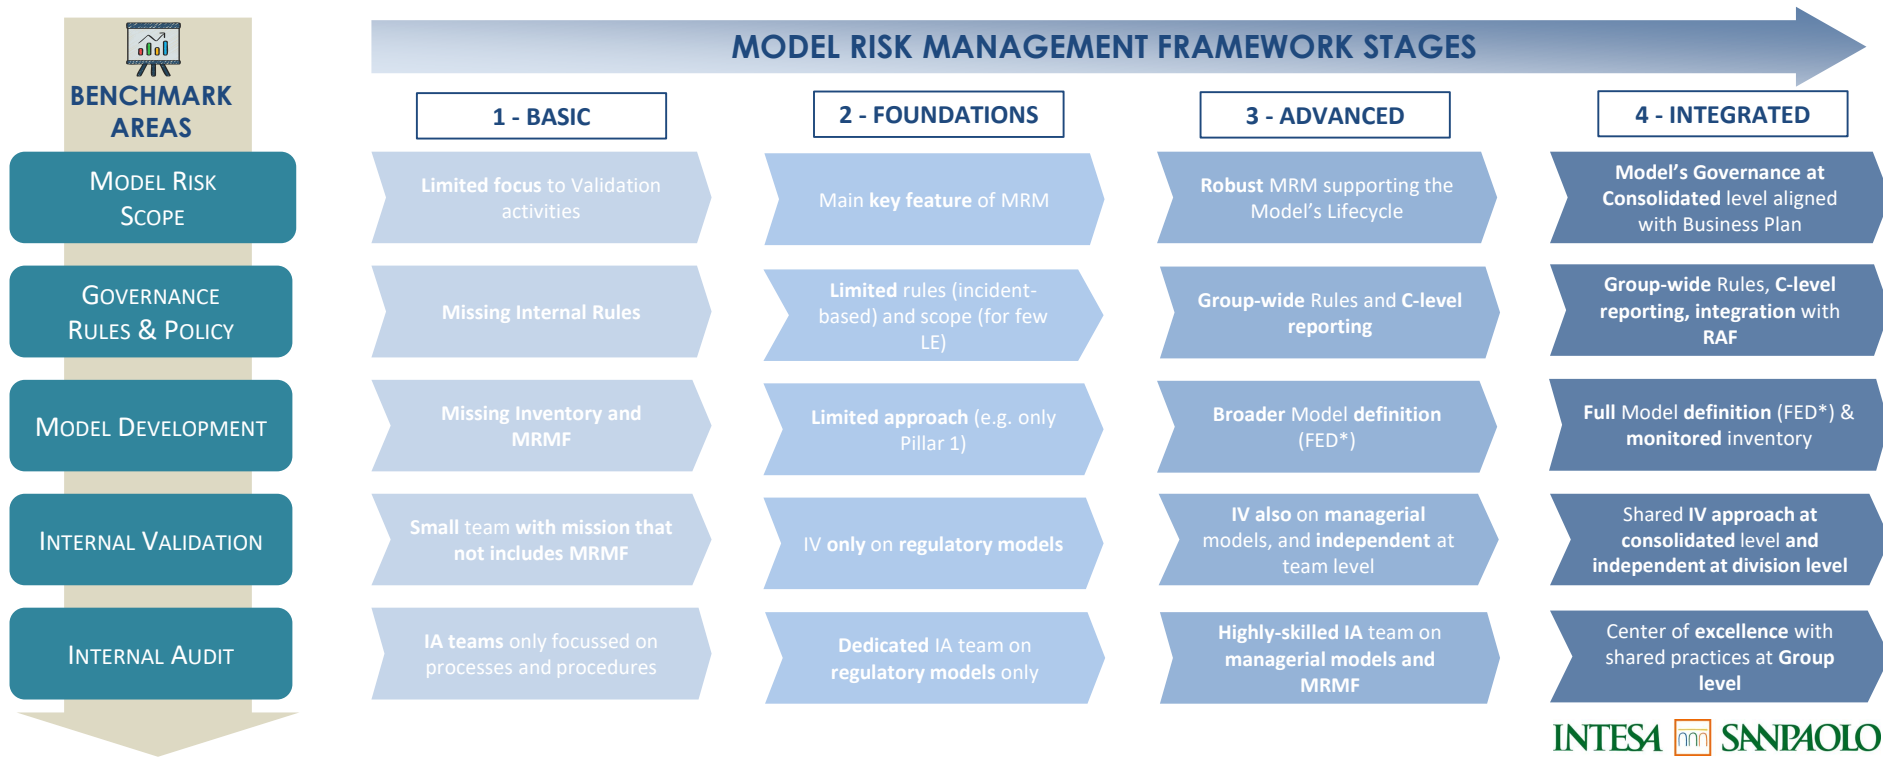 MODEL RISK MANAGEMENT FRAMEWORK STAGES
BENCHMARK
AREAS
1 - BASIC
2 - FOUNDATIONS
3 - ADVANCED
4 - INTEGRATED
MODEL RISK
SCOPE
Limited focus to Validation
activities
Main key feature of MRM
Robust MRM supporting the
Model’s Lifecycle
Model’s Governance at
Consolidated level aligned
with Business Plan
GOVERNANCE
RULES & POLICY
Missing Internal Rules
Limited rules (incident-
based) and scope (for few
LE)
Group-wide Rules and C-level
reporting
Group-wide Rules, C-level
reporting, integration with
RAF
MODEL DEVELOPMENT
Missing Inventory and
MRMF
Limited approach (e.g. only
Pillar 1)
Broader Model definition
(FED*)
Full Model definition (FED*) &
monitored inventory
INTERNAL VALIDATION
Small team with mission that
not includes MRMF
IV only on regulatory models
IV also on managerial
models, and independent at
team level
Shared IV approach at
consolidated level and
independent at division level
INTERNAL AUDIT
IA teams only focussed on
processes and procedures
Dedicated IA team on
regulatory models only
Highly-skilled IA team on
managerial models and
MRMF
Center of excellence with
shared practices at Group
level
INTESA SANPAOLO